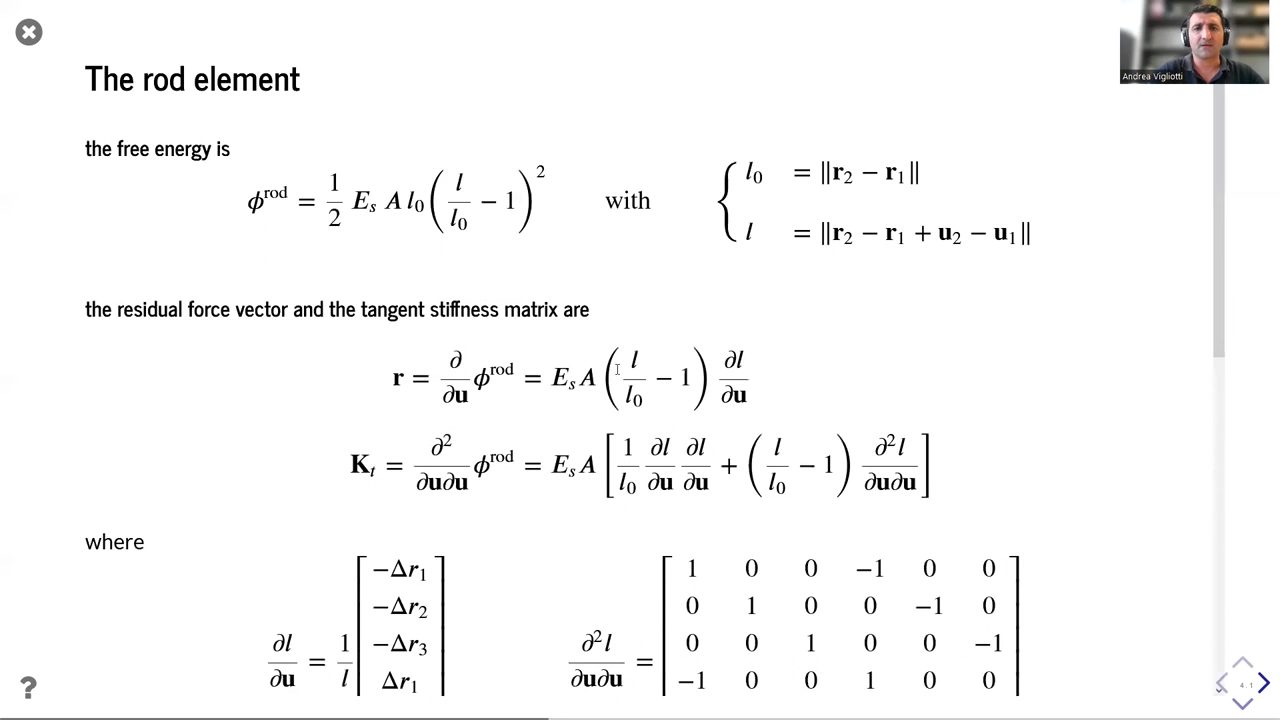 Andrea Vigliotti
The rod element
the free energy is
ϕ^rod = 1/2 E_s A l_0 (l/l_0 − 1)^2 with { l_0 = ‖r_2 − r_1‖
l = ‖r_2 − r_1 + u_2 − u_1‖
the residual force vector and the tangent stiffness matrix are
r = ∂/∂u ϕ^rod = E_s A (l/l_0 − 1) ∂l/∂u
K_t = ∂^2/∂u∂u ϕ^rod = E_s A [1/l_0 ∂l/∂u ∂l/∂u + (l/l_0 − 1) ∂^2l/∂u∂u]
where
∂l/∂u = 1/l [−Δr_1
−Δr_2
−Δr_3
Δr_1
∂^2l/∂u∂u = [1 0 0 −1 0 0
0 1 0 0 −1 0
0 0 1 0 0 −1
−1 0 0 1 0 0
?
4.1